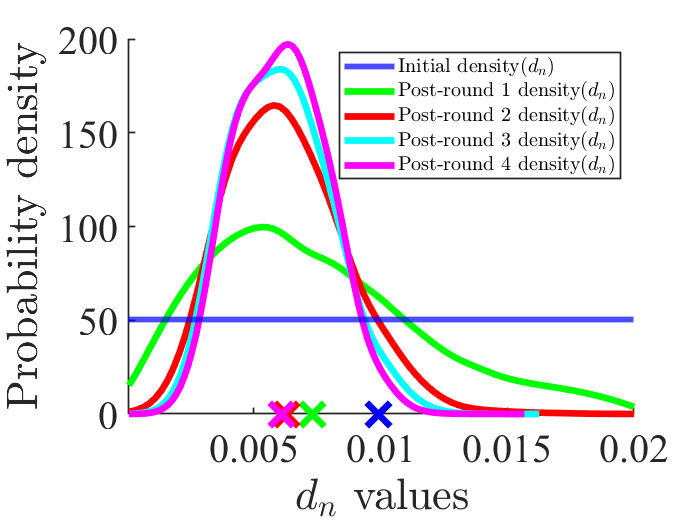 200
150
100
50
0
Probability density
Initial density(dₙ)
Post-round 1 density(dₙ)
Post-round 2 density(dₙ)
Post-round 3 density(dₙ)
Post-round 4 density(dₙ)
0.005 0.01 0.015 0.02
dₙ values